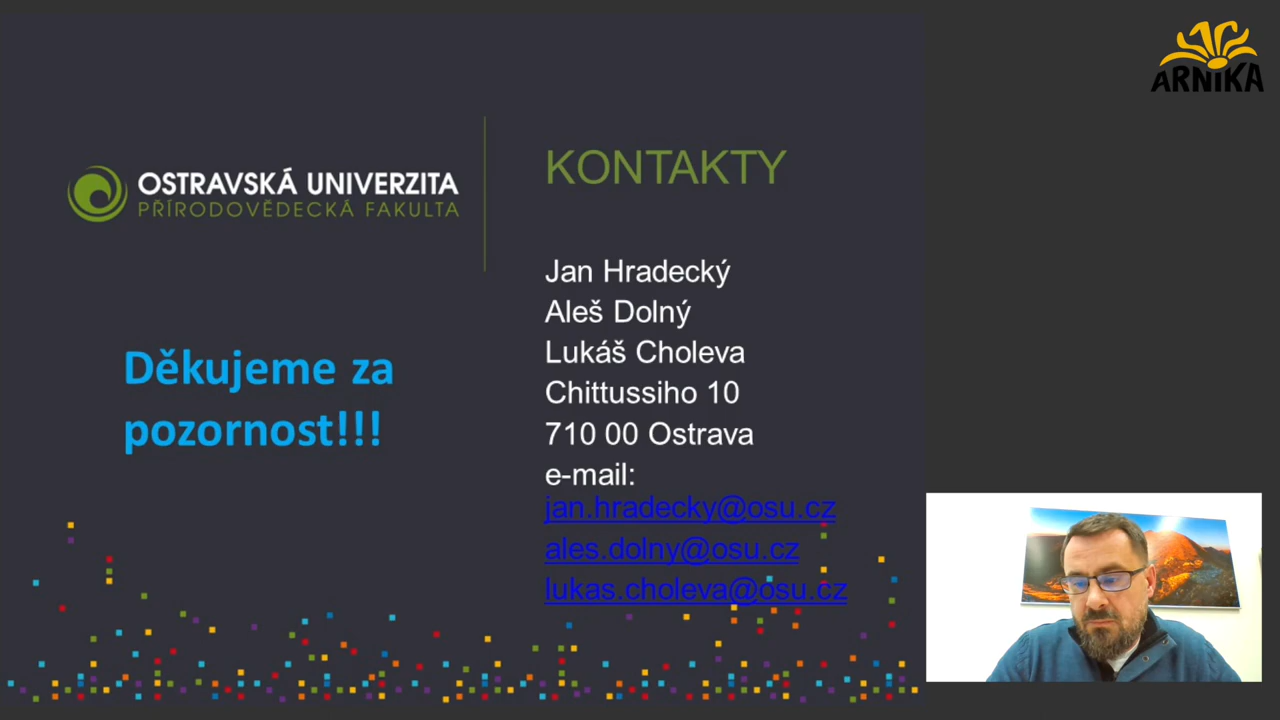 ARNIKA
OSTRAVSKÁ UNIVERZITA
PŘÍRODOVĚDECKÁ FAKULTA
Děkujeme za
pozornost!!!
KONTAKTY
Jan Hradecký
Aleš Dolný
Lukáš Choleva
Chittussiho 10
710 00 Ostrava
e-mail:
jan.hradecky@osu.cz
ales.dolny@osu.cz
lukas.choleva@osu.cz